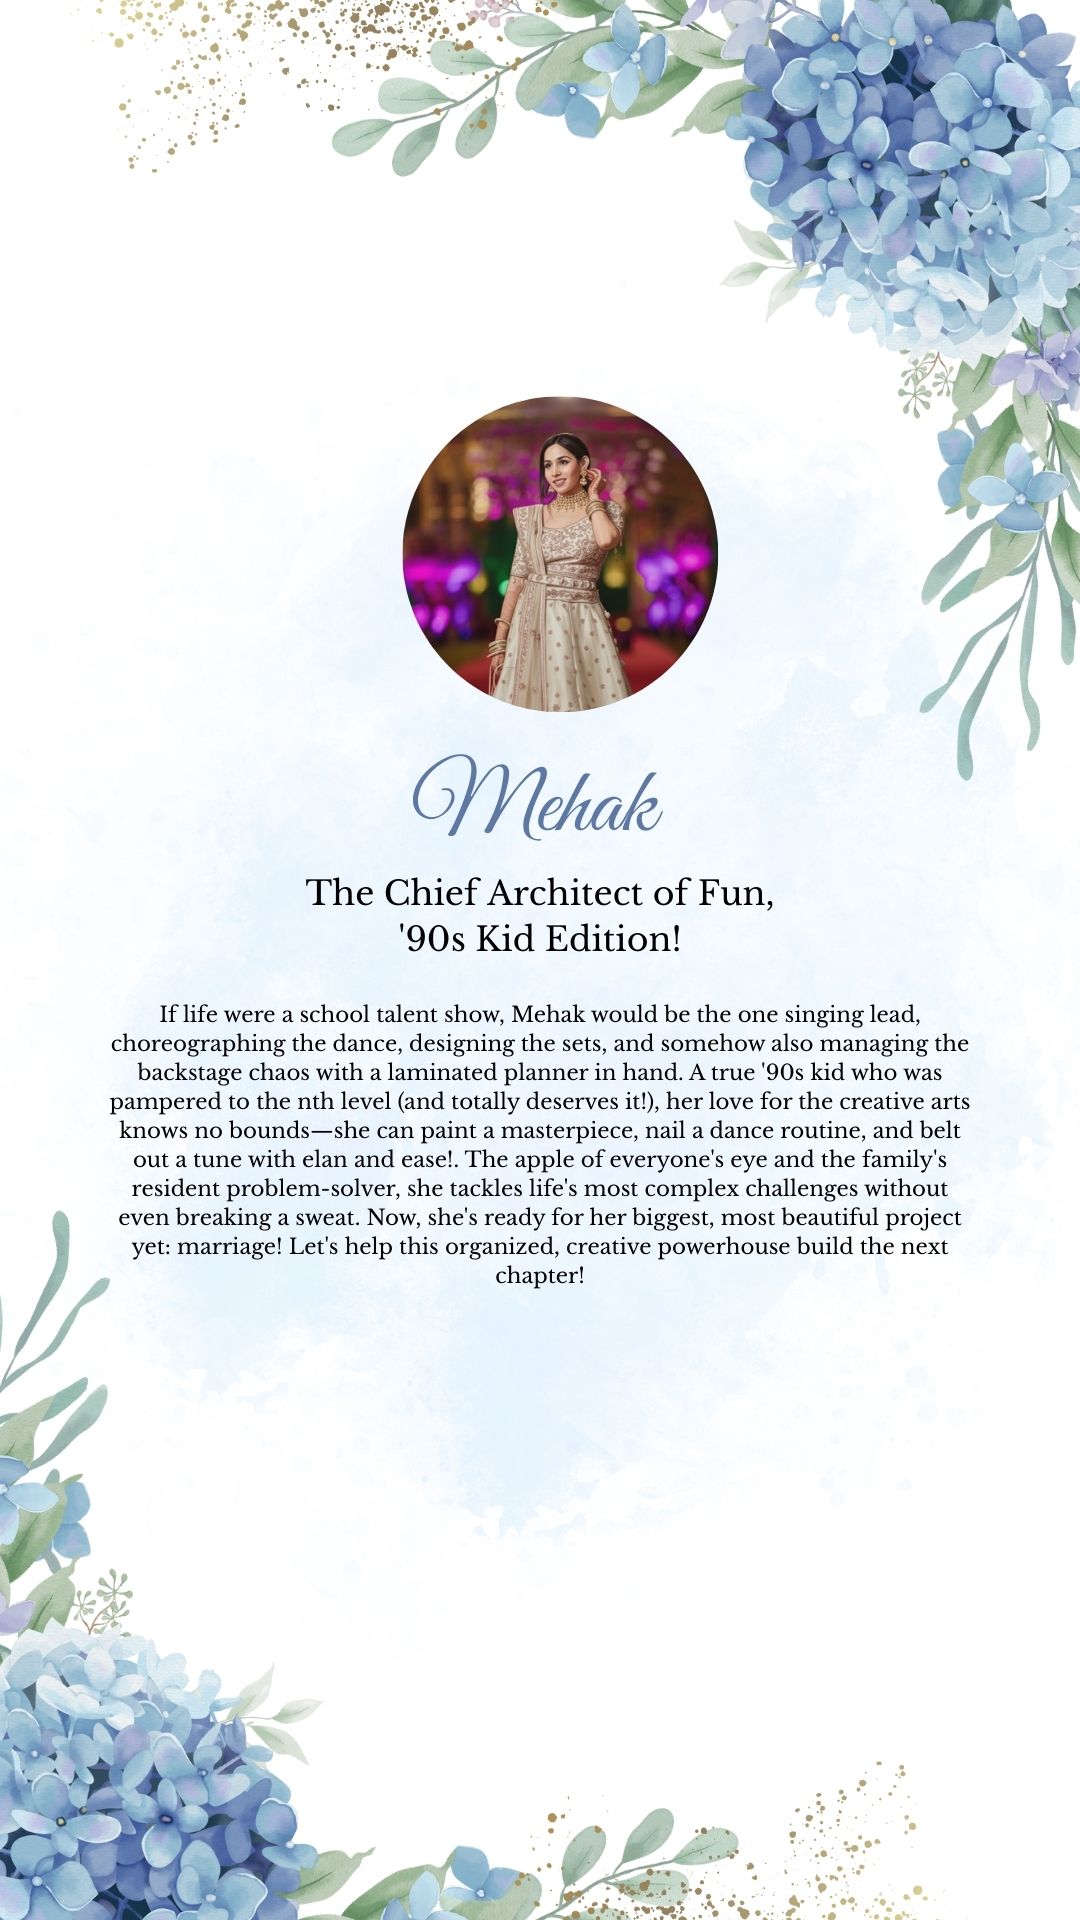 Mehak
The Chief Architect of Fun,
'90s Kid Edition!
If life were a school talent show, Mehak would be the one singing lead,
choreographing the dance, designing the sets, and somehow also managing the
backstage chaos with a laminated planner in hand. A true '90s kid who was
pampered to the nth level (and totally deserves it!), her love for the creative arts
knows no bounds—she can paint a masterpiece, nail a dance routine, and belt
out a tune with elan and ease!. The apple of everyone's eye and the family's
resident problem-solver, she tackles life's most complex challenges without
even breaking a sweat. Now, she's ready for her biggest, most beautiful project
yet: marriage! Let's help this organized, creative powerhouse build the next
chapter!